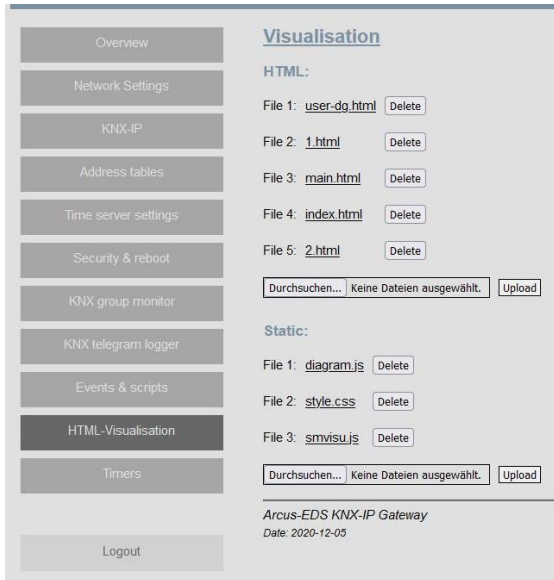 Overview
Network Settings
KNX-IP
Address tables
Time server settings
Security & reboot
KNX group monitor
KNX telegram logger
Events & scripts
HTML-Visualisation
Timers
Logout
Visualisation
HTML:
File 1: user-dg.html Delete
File 2: 1.html Delete
File 3: main.html Delete
File 4: index.html Delete
File 5: 2.html Delete
Durchsuchen... Keine Dateien ausgewählt. Upload
Static:
File 1: diagram.js Delete
File 2: style.css Delete
File 3: smvisu.js Delete
Durchsuchen... Keine Dateien ausgewählt. Upload
Arcus-EDS KNX-IP Gateway
Date: 2020-12-05